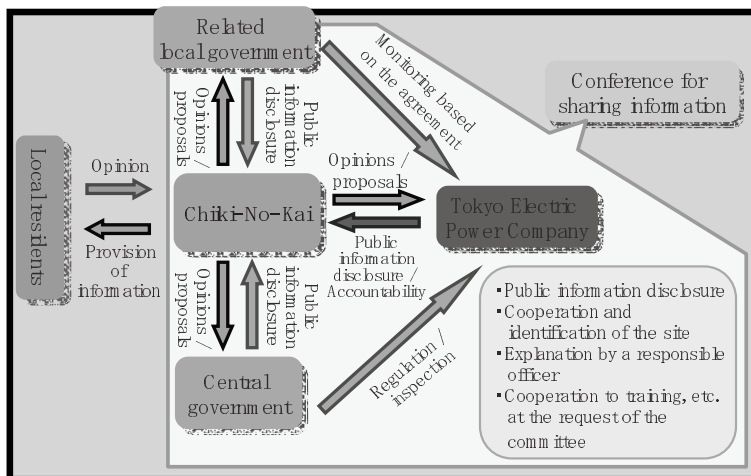 Related
local government
Monitoring based
on the agreement
Conference for
sharing information
Opinions /
proposals
Public
information
disclosure
Local residents
Opinion
Provision
of
information
Chiiki-No-Kai
Opinions /
proposals
Public
information
disclosure /
Accountability
Tokyo Electric
Power Company
Opinions /
proposals
Public
information
disclosure
Central
government
Regulation /
inspection
・Public information disclosure
・Cooperation and
identification of the site
・Explanation by a responsible
officer
・Cooperation to training, etc.
at the request of the
committee